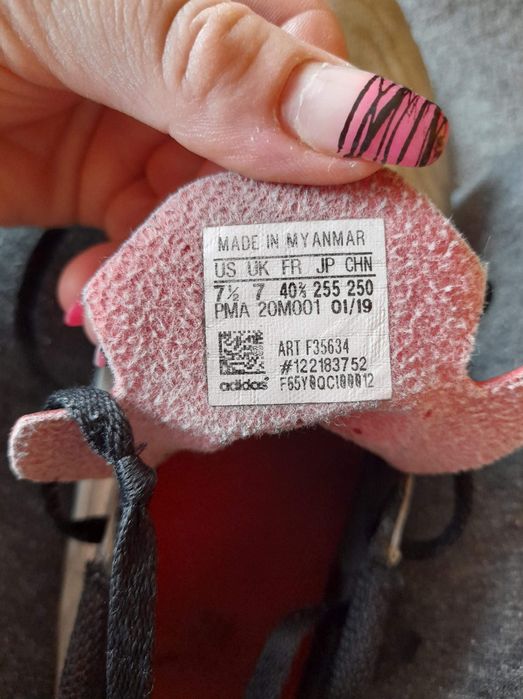 MADE IN MYANMAR
US UK FR JP CHN
7½ 7 40⅔ 255 250
PMA 20M001 01/19
ART F35634
#122183752
adidas F65Y0QC100012